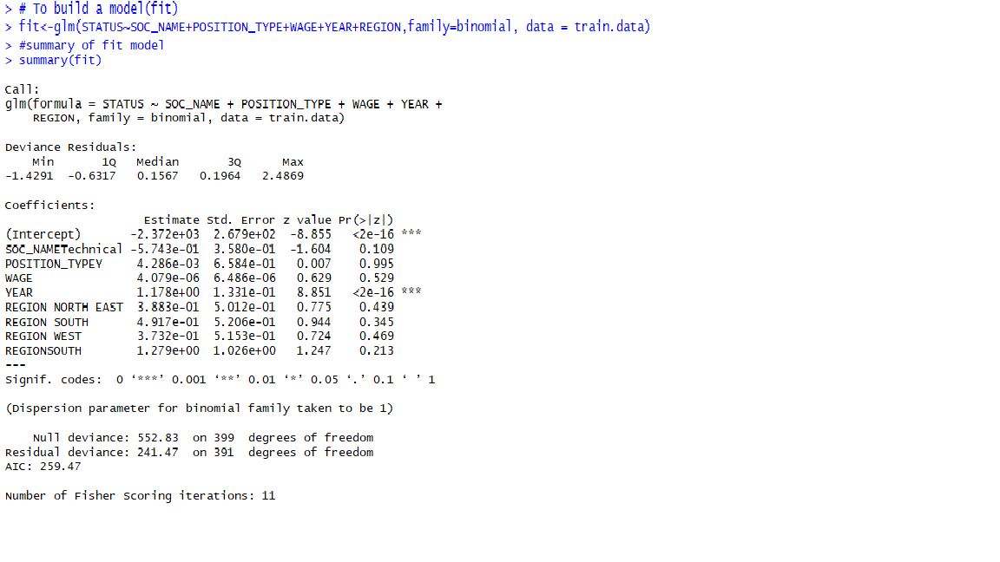 > # To build a model(fit)
> fit<-glm(STATUS~SOC_NAME+POSITION_TYPE+WAGE+YEAR+REGION,family=binomial, data = train.data)
> #summary of fit model
> summary(fit)
Call:
glm(formula = STATUS ~ SOC_NAME + POSITION_TYPE + WAGE + YEAR +
    REGION, family = binomial, data = train.data)
Deviance Residuals:
    Min       1Q   Median       3Q      Max
-1.4291  -0.6317   0.1567   0.1964   2.4869
Coefficients:
                    Estimate Std. Error z value Pr(>|z|)
(Intercept)       -2.372e+03  2.679e+02  -8.855   <2e-16 ***
SOC_NAMETechnical -5.743e-01  3.580e-01  -1.604    0.109
POSITION_TYPEY     4.286e-03  6.584e-01   0.007    0.995
WAGE               4.079e-06  6.486e-06   0.629    0.529
YEAR               1.178e+00  1.331e-01   8.851   <2e-16 ***
REGION NORTH EAST  3.883e-01  5.012e-01   0.775    0.439
REGION SOUTH       4.917e-01  5.206e-01   0.944    0.345
REGION WEST        3.732e-01  5.153e-01   0.724    0.469
REGIONSOUTH        1.279e+00  1.026e+00   1.247    0.213
---
Signif. codes:  0 ‘***’ 0.001 ‘**’ 0.01 ‘*’ 0.05 ‘.’ 0.1 ‘ ’ 1
(Dispersion parameter for binomial family taken to be 1)
    Null deviance: 552.83  on 399  degrees of freedom
Residual deviance: 241.47  on 391  degrees of freedom
AIC: 259.47
Number of Fisher Scoring iterations: 11